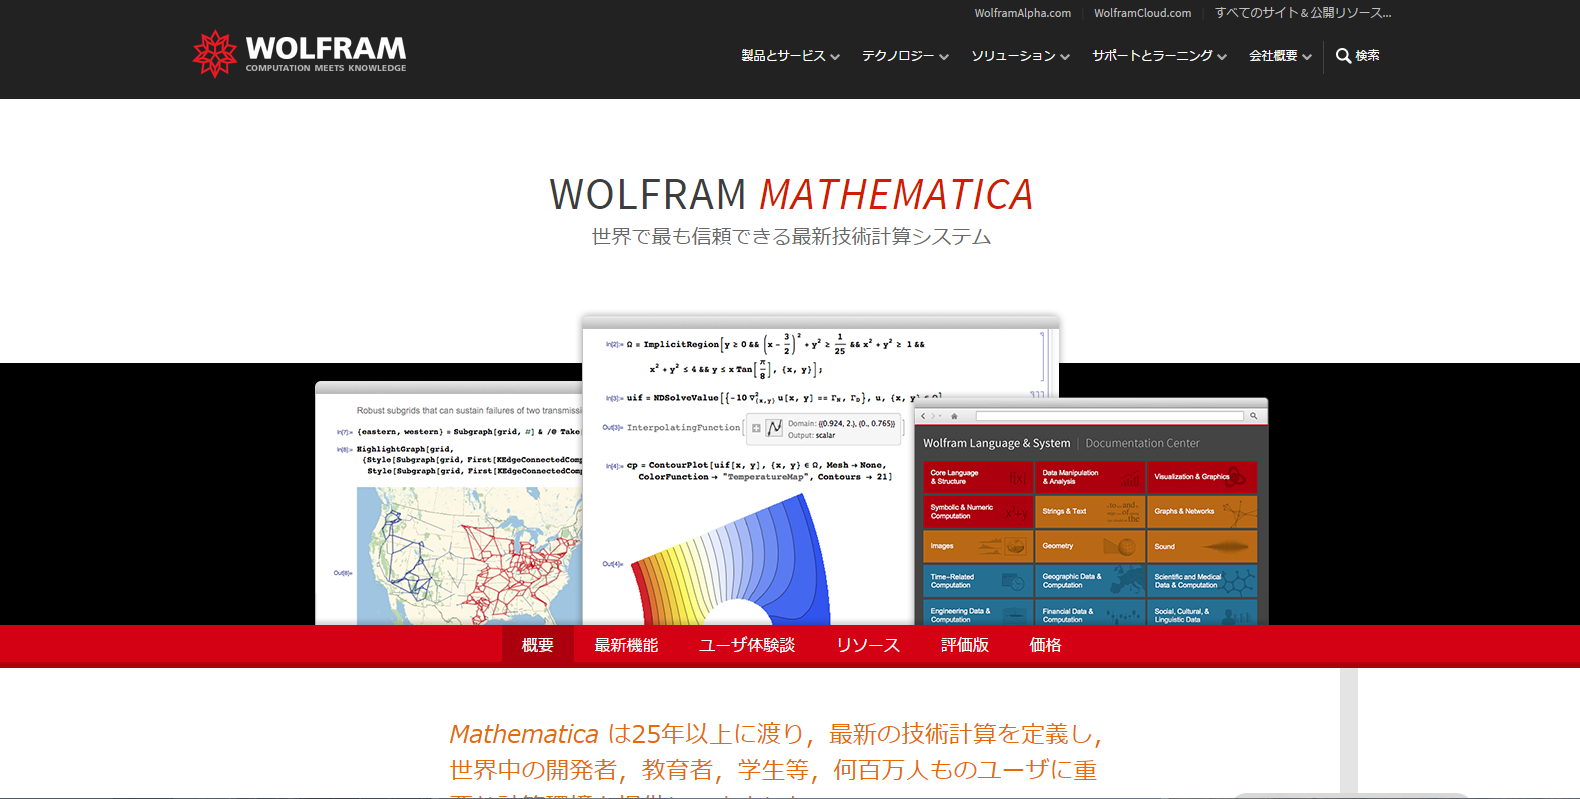 WolframAlpha.com
WolframCloud.com
すべてのサイト & 公開リソース...
WOLFRAM
COMPUTATION MEETS KNOWLEDGE
製品とサービス
テクノロジー
ソリューション
サポートとラーニング
会社概要
検索
WOLFRAM MATHEMATICA
世界で最も信頼できる最新技術計算システム
In[2]:= Ω = ImplicitRegion[y ≥ 0 && (x - 3/2)^2 + y^2 ≥ 1/25 && x^2 + y^2 ≥ 1 &&
x^2 + y^2 ≤ 4 && y ≤ x Tan[π/8], {x, y}];
In[3]:= uif = NDSolveValue[{-10 ∇²{x,y} u[x, y] == Γ_N, Γ_D}, u, {x, y} ∈ Ω]
Out[3]= InterpolatingFunction[
Domain: {{0.924, 2.}, {0., 0.765}}
Output: scalar
]
In[4]:= cp = ContourPlot[uif[x, y], {x, y} ∈ Ω, Mesh → None,
ColorFunction → "TemperatureMap", Contours → 21]
Out[4]=
Robust subgrids that can sustain failures of two
In[7]:= {eastern, western} = Subgraph[grid, #] & /@ Take
In[8]:= HighlightGraph[grid,
{Style[Subgraph[grid, First[KEdgeConnectedComp
Style[Subgraph[grid, First[KEdgeConnectedComp
Out[8]=
Wolfram Language & System | Documentation Center
Core Language
& Structure
f(x)
Data Manipulation
& Analysis
Visualization & Graphics
Symbolic & Numeric
Computation
x²+y
Strings & Text
Graphs & Networks
Images
Geometry
Sound
Time-Related
Computation
Geographic Data &
Computation
Scientific and Medical
Data & Computation
Engineering Data &
Computation
Financial Data &
Computation
Social, Cultural, &
Linguistic Data
概要
最新機能
ユーザ体験談
リソース
評価版
価格
Mathematica は25年以上に渡り，最新の技術計算を定義し，
世界中の開発者，教育者，学生等，何百万人ものユーザに重